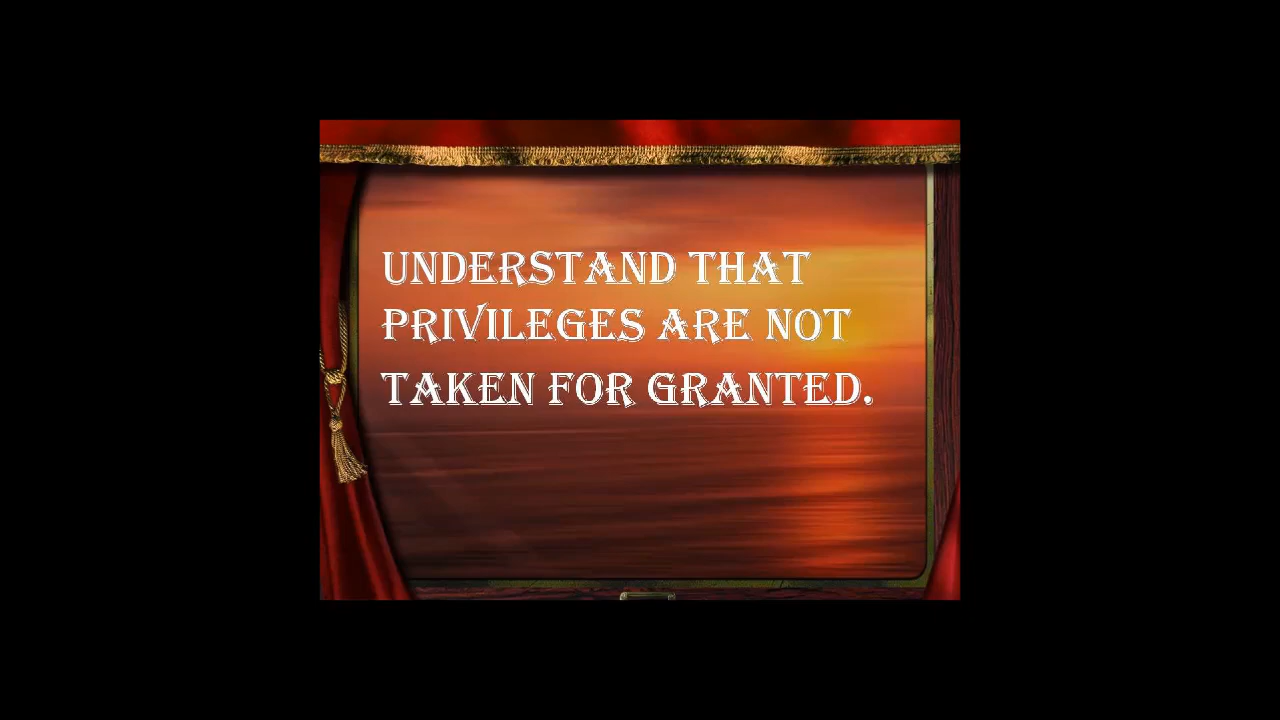 UNDERSTAND THAT
PRIVILEGES ARE NOT
TAKEN FOR GRANTED.